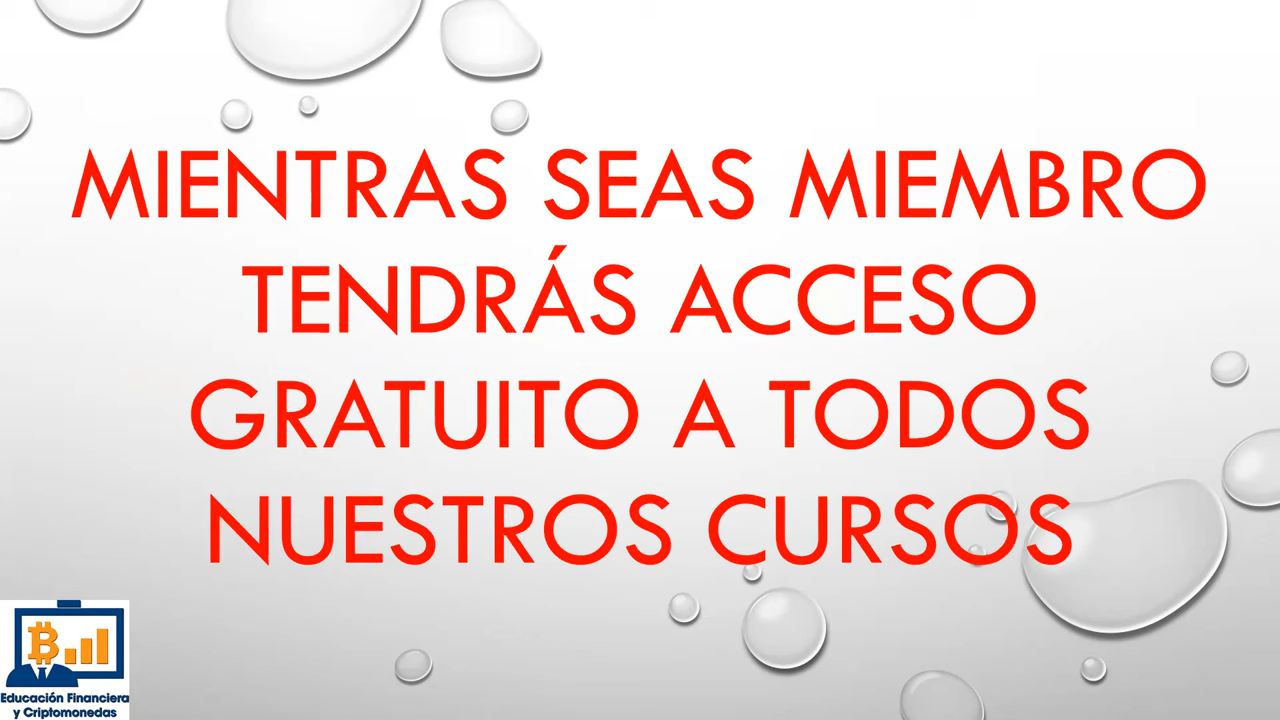 MIENTRAS SEAS MIEMBRO
TENDRÁS ACCESO
GRATUITO A TODOS
NUESTROS CURSOS
Educación Financiera
y Criptomonedas